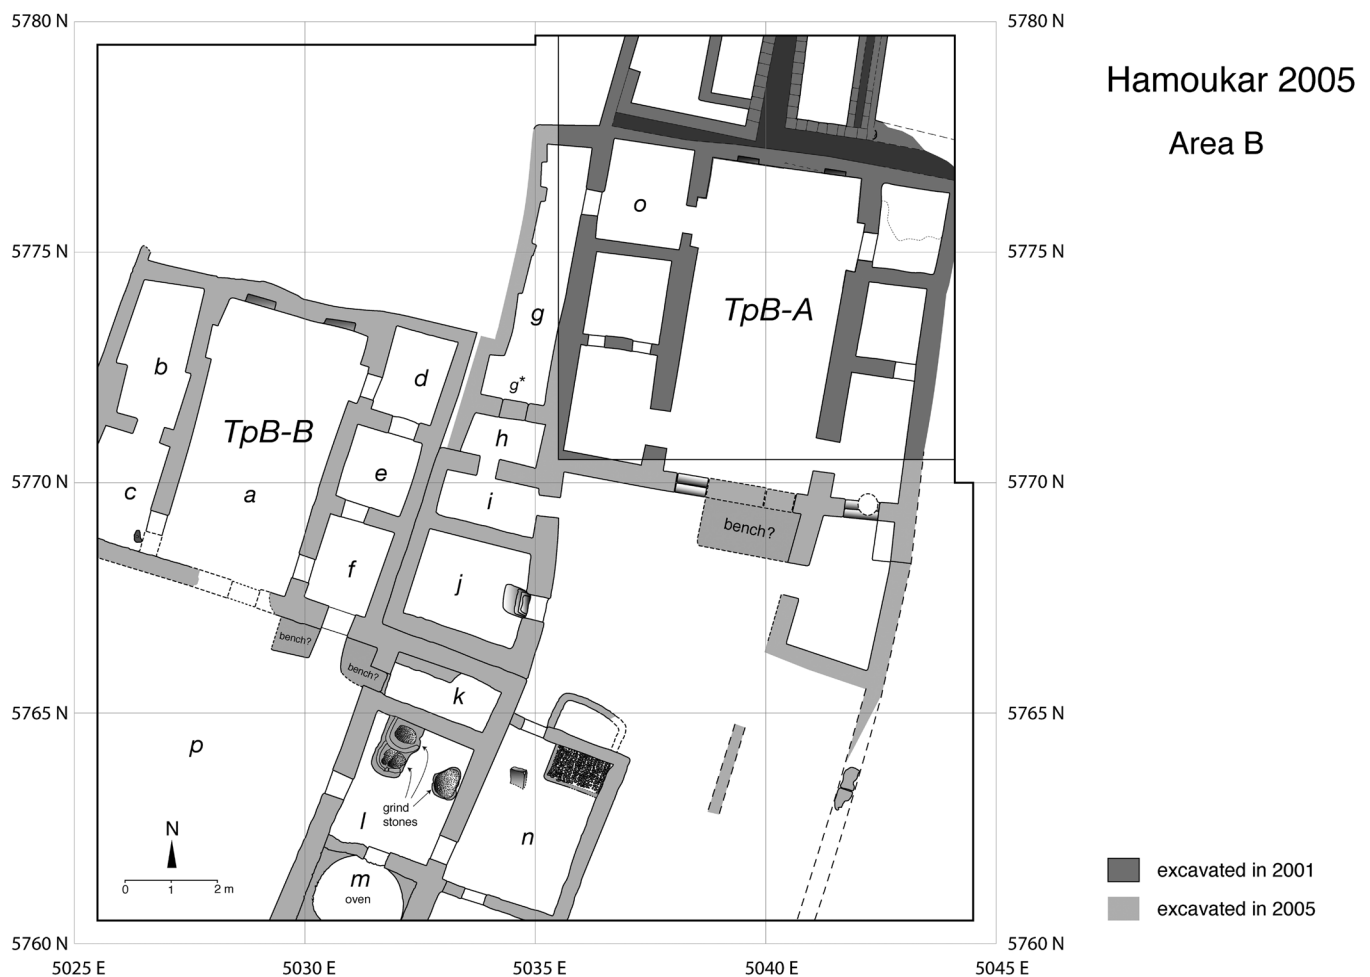 5780 N
5780 N
Hamoukar 2005
Area B
o
5775 N
5775 N
TpB-A
g
b
d
g*
TpB-B
h
e
5770 N
5770 N
c
a
i
bench?
f
j
bench?
bench?
k
5765 N
5765 N
p
grind
stones
N
l
n
m
oven
0 1 2 m
excavated in 2001
excavated in 2005
5760 N
5760 N
5025 E
5030 E
5035 E
5040 E
5045 E